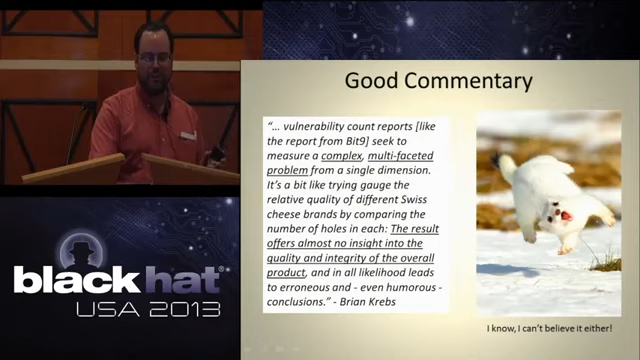 Good Commentary
"… vulnerability count reports [like
the report from Bit9] seek to
measure a complex, multi-faceted
problem from a single dimension.
It's a bit like trying gauge the
relative quality of different Swiss
cheese brands by comparing the
number of holes in each: The result
offers almost no insight into the
quality and integrity of the overall
product, and in all likelihood leads
to erroneous and - even humorous -
conclusions." - Brian Krebs
I know, I can't believe it either!
black hat®
USA 2013